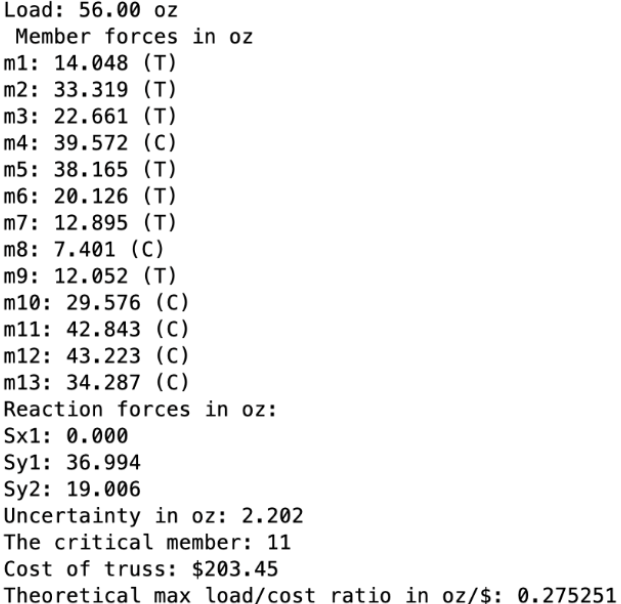 Load: 56.00 oz
Member forces in oz
m1: 14.048 (T)
m2: 33.319 (T)
m3: 22.661 (T)
m4: 39.572 (C)
m5: 38.165 (T)
m6: 20.126 (T)
m7: 12.895 (T)
m8: 7.401 (C)
m9: 12.052 (T)
m10: 29.576 (C)
m11: 42.843 (C)
m12: 43.223 (C)
m13: 34.287 (C)
Reaction forces in oz:
Sx1: 0.000
Sy1: 36.994
Sy2: 19.006
Uncertainty in oz: 2.202
The critical member: 11
Cost of truss: $203.45
Theoretical max load/cost ratio in oz/$: 0.275251